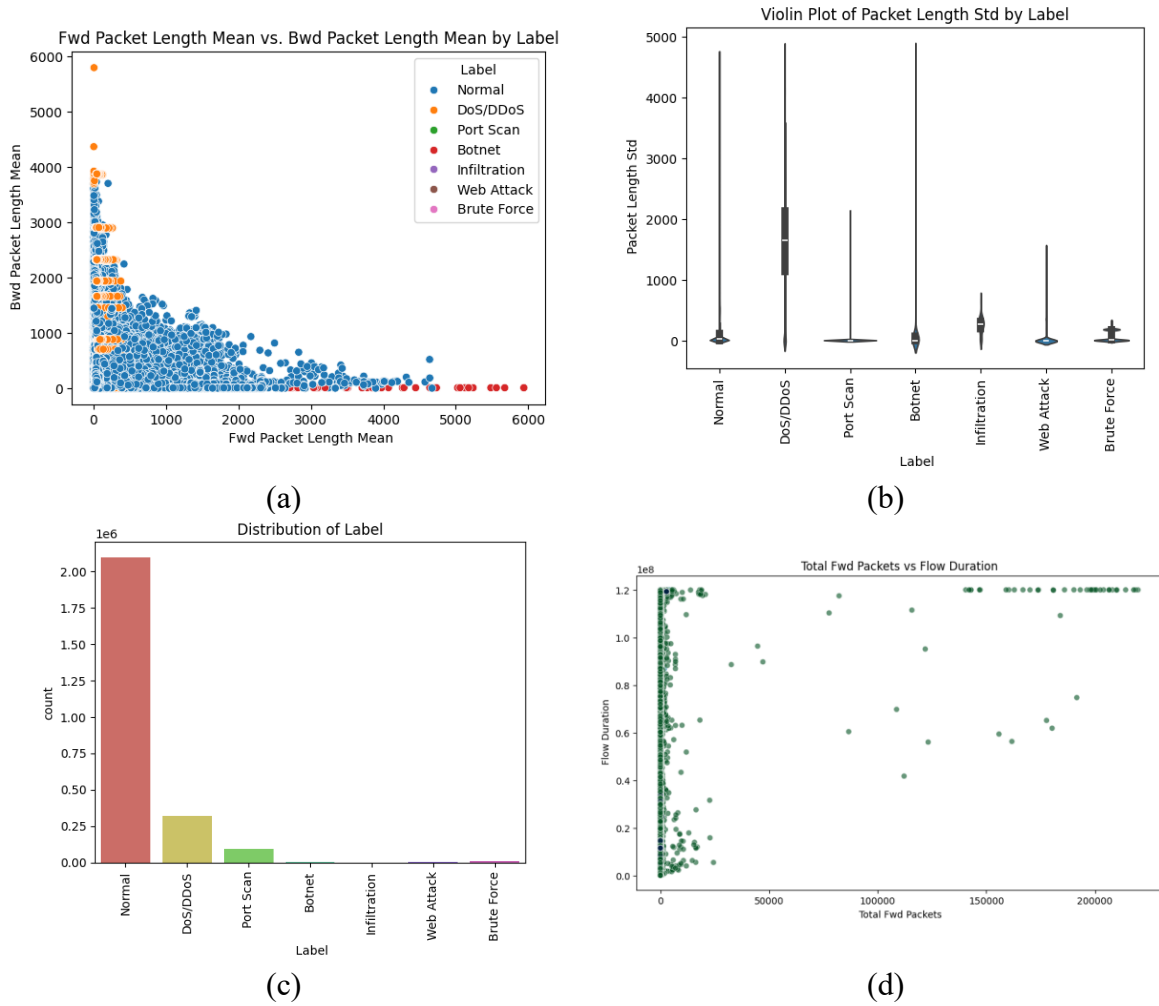 Fwd Packet Length Mean vs. Bwd Packet Length Mean by Label
6000
5000
4000
3000
2000
1000
0
Bwd Packet Length Mean
Label
Normal
DoS/DDoS
Port Scan
Botnet
Infiltration
Web Attack
Brute Force
0 1000 2000 3000 4000 5000 6000
Fwd Packet Length Mean
(a)
Violin Plot of Packet Length Std by Label
5000
4000
3000
2000
1000
0
Packet Length Std
Normal
DoS/DDoS
Port Scan
Botnet
Infiltration
Web Attack
Brute Force
Label
(b)
Distribution of Label
1e6
2.00
1.75
1.50
1.25
1.00
0.75
0.50
0.25
0.00
count
Normal
DoS/DDoS
Port Scan
Botnet
Infiltration
Web Attack
Brute Force
Label
(c)
Total Fwd Packets vs Flow Duration
1e8
1.2
1.0
0.8
0.6
0.4
0.2
0.0
Flow Duration
0 50000 100000 150000 200000
Total Fwd Packets
(d)